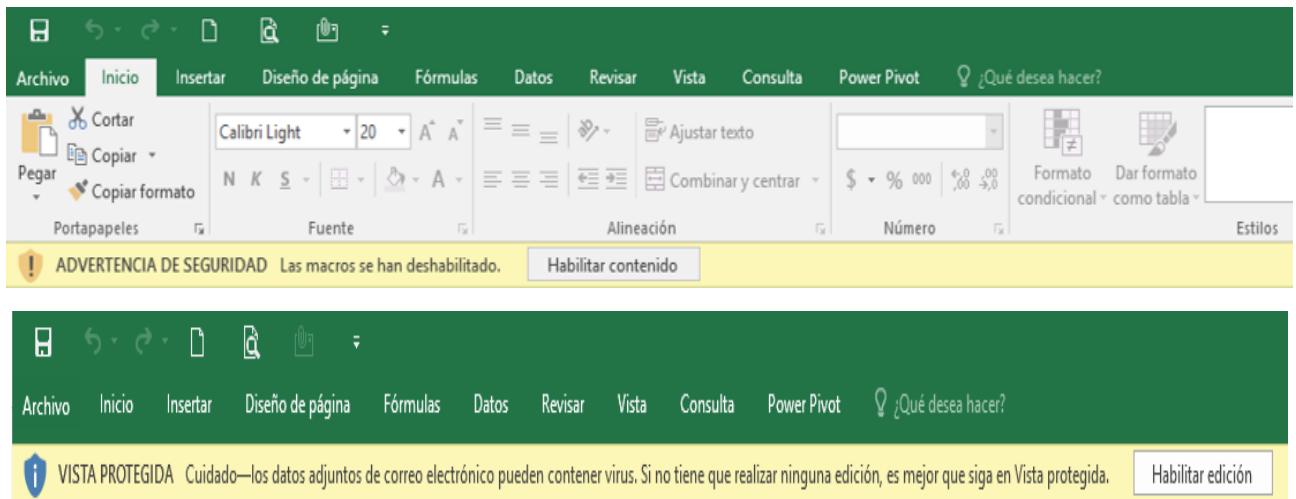 Archivo Inicio Insertar Diseño de página Fórmulas Datos Revisar Vista Consulta Power Pivot ¿Qué desea hacer?
Cortar
Copiar
Pegar
Copiar formato
Portapapeles
Calibri Light 20 A A
N K S A
Fuente
Ajustar texto
Combinar y centrar
Alineación
$ % 000 ,00 ,0
Número
Formato condicional
Dar formato como tabla
Estilos
ADVERTENCIA DE SEGURIDAD Las macros se han deshabilitado. Habilitar contenido
Archivo Inicio Insertar Diseño de página Fórmulas Datos Revisar Vista Consulta Power Pivot ¿Qué desea hacer?
VISTA PROTEGIDA Cuidado—los datos adjuntos de correo electrónico pueden contener virus. Si no tiene que realizar ninguna edición, es mejor que siga en Vista protegida. Habilitar edición